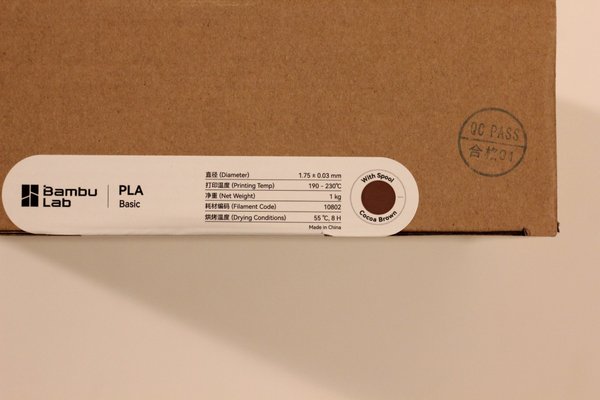 Bambu
Lab
PLA
Basic
直径 (Diameter) 1.75 ± 0.03 mm
打印温度 (Printing Temp) 190 - 230℃
净重 (Net Weight) 1 kg
耗材编码 (Filament Code) 10802
烘烤温度 (Drying Conditions) 55 ℃, 8 H
Made in China
With Spool
Cocoa Brown
QC PASS
合格01